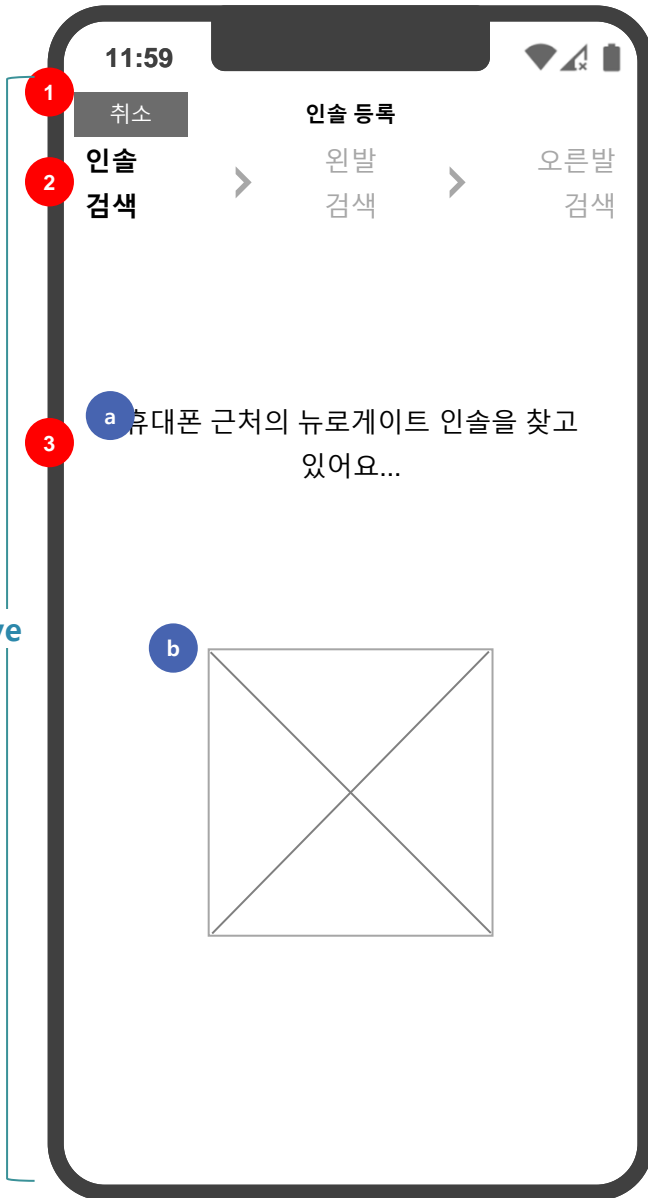 11:59
1
취소
인솔 등록
2
인솔
검색
왼발
검색
오른발
검색
a
휴대폰 근처의 뉴로게이트 인솔을 찾고
있어요...
3
b